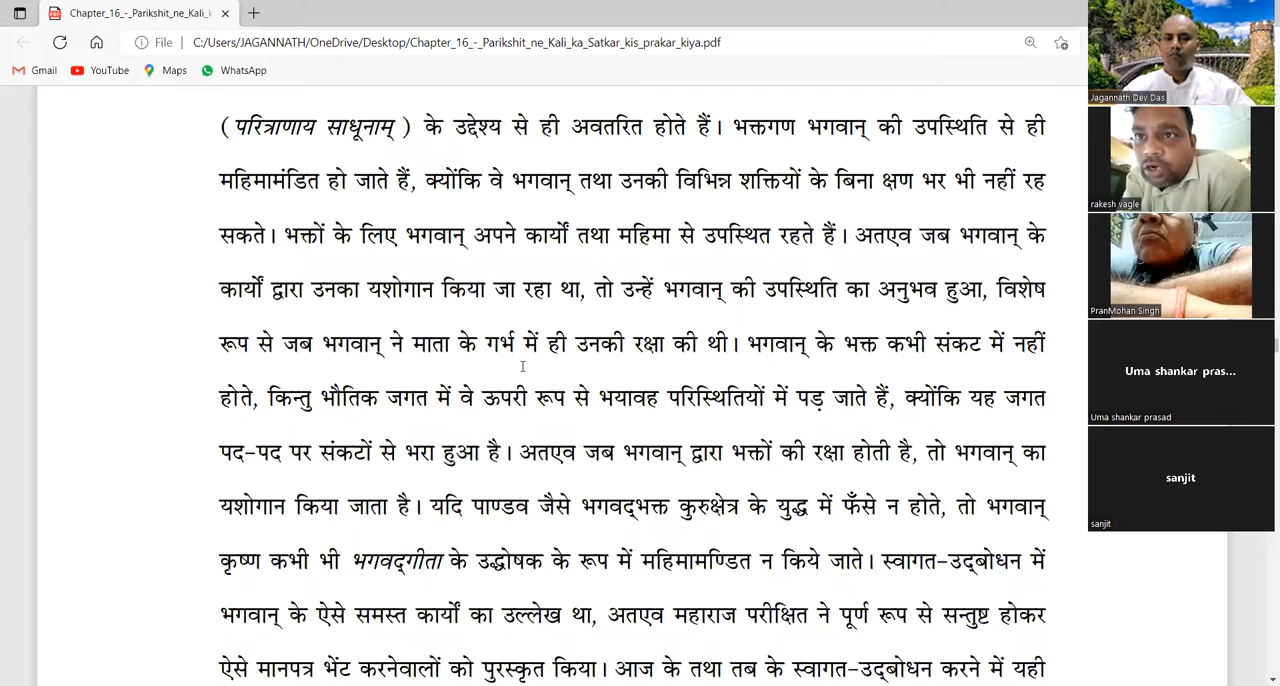 Chapter_16_-_Parikshit_ne_Kali_k
File
C:/Users/JAGANNATH/OneDrive/Desktop/Chapter_16_-_Parikshit_ne_Kali_ka_Satkar_kis_prakar_kiya.pdf
Gmail YouTube Maps WhatsApp
(परित्राणाय साधूनाम्) के उद्देश्य से ही अवतरित होते हैं। भक्तगण भगवान् की उपस्थिति से ही
महिमामंडित हो जाते हैं, क्योंकि वे भगवान् तथा उनकी विभिन्न शक्तियों के बिना क्षण भर भी नहीं रह
सकते। भक्तों के लिए भगवान् अपने कार्यों तथा महिमा से उपस्थित रहते हैं। अतएव जब भगवान् के
कार्यों द्वारा उनका यशोगान किया जा रहा था, तो उन्हें भगवान् की उपस्थिति का अनुभव हुआ, विशेष
रूप से जब भगवान् ने माता के गर्भ में ही उनकी रक्षा की थी। भगवान् के भक्त कभी संकट में नहीं
होते, किन्तु भौतिक जगत में वे ऊपरी रूप से भयावह परिस्थितियों में पड़ जाते हैं, क्योंकि यह जगत
पद-पद पर संकटों से भरा हुआ है। अतएव जब भगवान् द्वारा भक्तों की रक्षा होती है, तो भगवान् का
यशोगान किया जाता है। यदि पाण्डव जैसे भगवद्‌भक्त कुरुक्षेत्र के युद्ध में फँसे न होते, तो भगवान्
कृष्ण कभी भी भगवद्‌गीता के उद्घोषक के रूप में महिमामण्डित न किये जाते। स्वागत-उद्‌बोधन में
भगवान् के ऐसे समस्त कार्यों का उल्लेख था, अतएव महाराज परीक्षित ने पूर्ण रूप से सन्तुष्ट होकर
ऐसे मानपत्र भेंट करनेवालों को पुरस्कृत किया। आज के तथा तब के स्वागत-उद्‌बोधन करने में यही
Jagannath Dev Das
rakesh vagle
PranMohan Singh
Uma shankar pras...
Uma shankar prasad
sanjit
sanjit